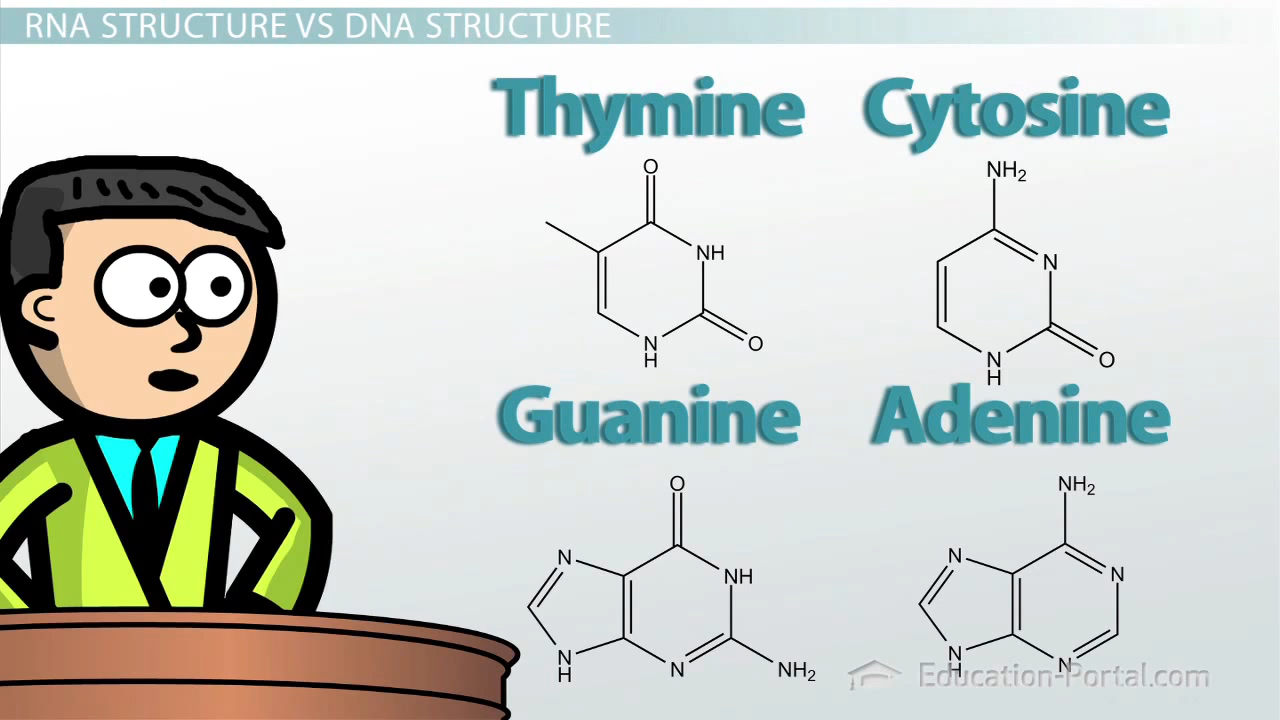 RNA STRUCTURE VS DNA STRUCTURE
Thymine Cytosine
O NH2
NH N
N
H O N
H O
Guanine Adenine
O NH2
N NH N N
N
H N NH2 N
H N
Education-Portal.com